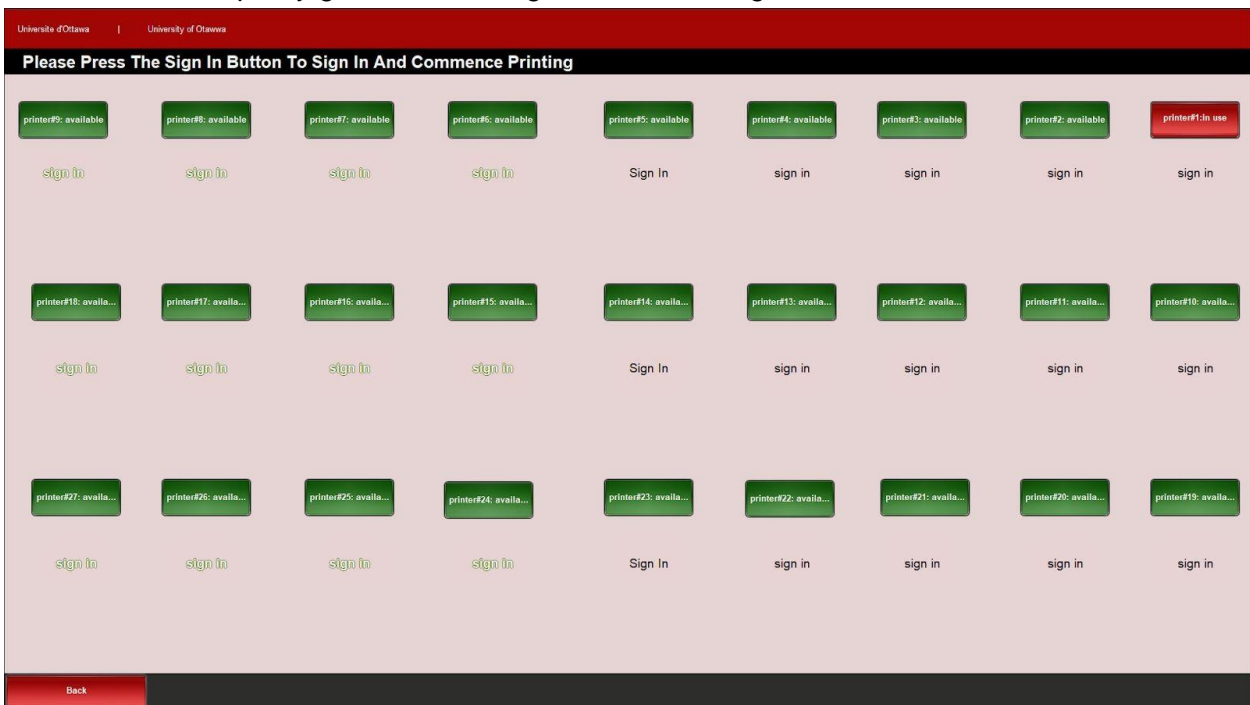 Universite d'Ottawa | University of Otawwa
Please Press The Sign In Button To Sign In And Commence Printing
printer#9: available printer#8: available printer#7: available printer#6: available printer#5: available printer#4: available printer#3: available printer#2: available printer#1:In use
sign in sign in sign in sign in Sign In sign in sign in sign in sign in
printer#18: availa... printer#17: availa... printer#16: availa... printer#15: availa... printer#14: availa... printer#13: availa... printer#12: availa... printer#11: availa... printer#10: availa...
sign in sign in sign in sign in Sign In sign in sign in sign in sign in
printer#27: availa... printer#26: availa... printer#25: availa... printer#24: availa... printer#23: availa... printer#22: availa... printer#21: availa... printer#20: availa... printer#19: availa...
sign in sign in sign in sign in Sign In sign in sign in sign in sign in
Back